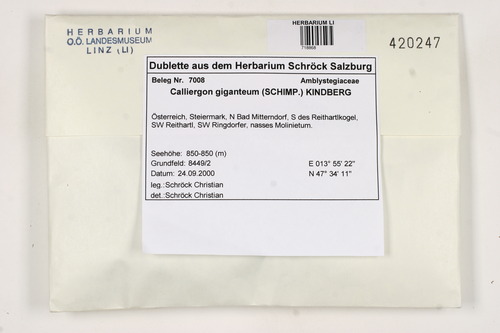 HERBARIUM
O.Ö. LANDESMUSEUM
LINZ (LI)
HERBARIUM LI
718868
420247
Dublette aus dem Herbarium Schröck Salzburg
Beleg Nr. 7008 Amblystegiaceae
Calliergon giganteum (SCHIMP.) KINDBERG
Österreich, Steiermark, N Bad Mitterndorf, S des Reithartlkogel,
SW Reithartl, SW Ringdorfer, nasses Molinietum.
Seehöhe: 850-850 (m)
Grundfeld: 8449/2 E 013° 55' 22"
Datum: 24.09.2000 N 47° 34' 11"
leg.:Schröck Christian
det.:Schröck Christian